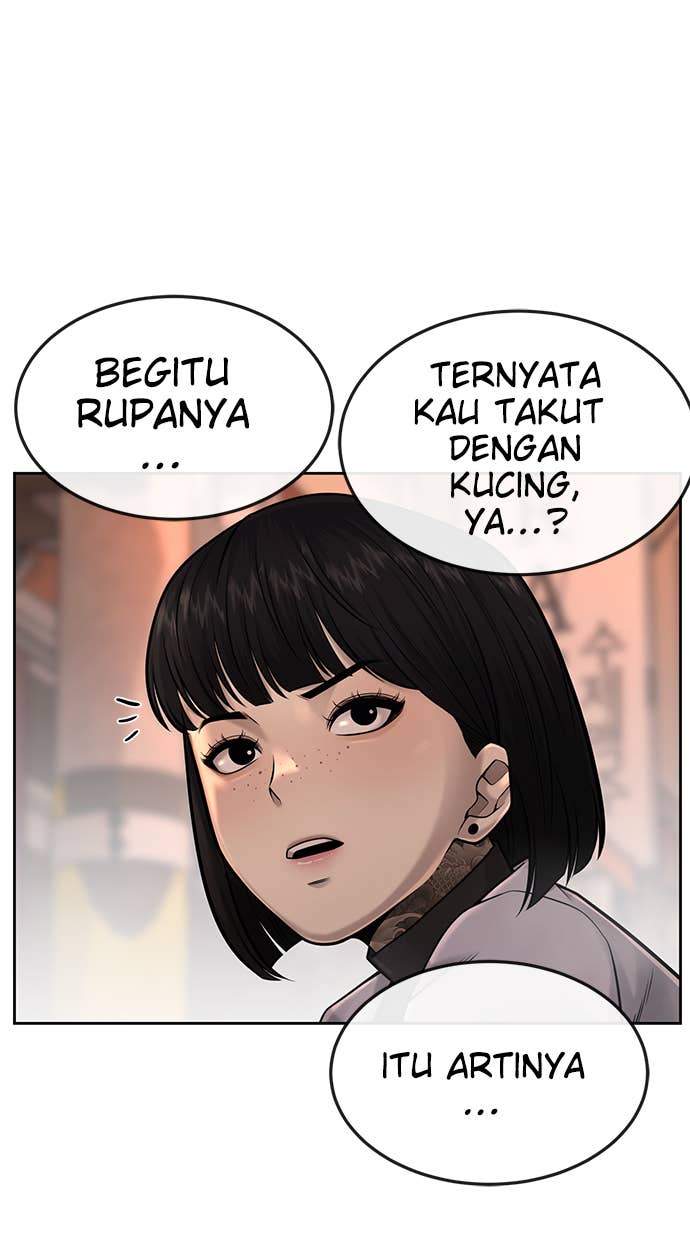 BEGITU
RUPANYA
...
TERNYATA
KAU TAKUT
DENGAN
KUCING,
YA...?
ITU ARTINYA
...